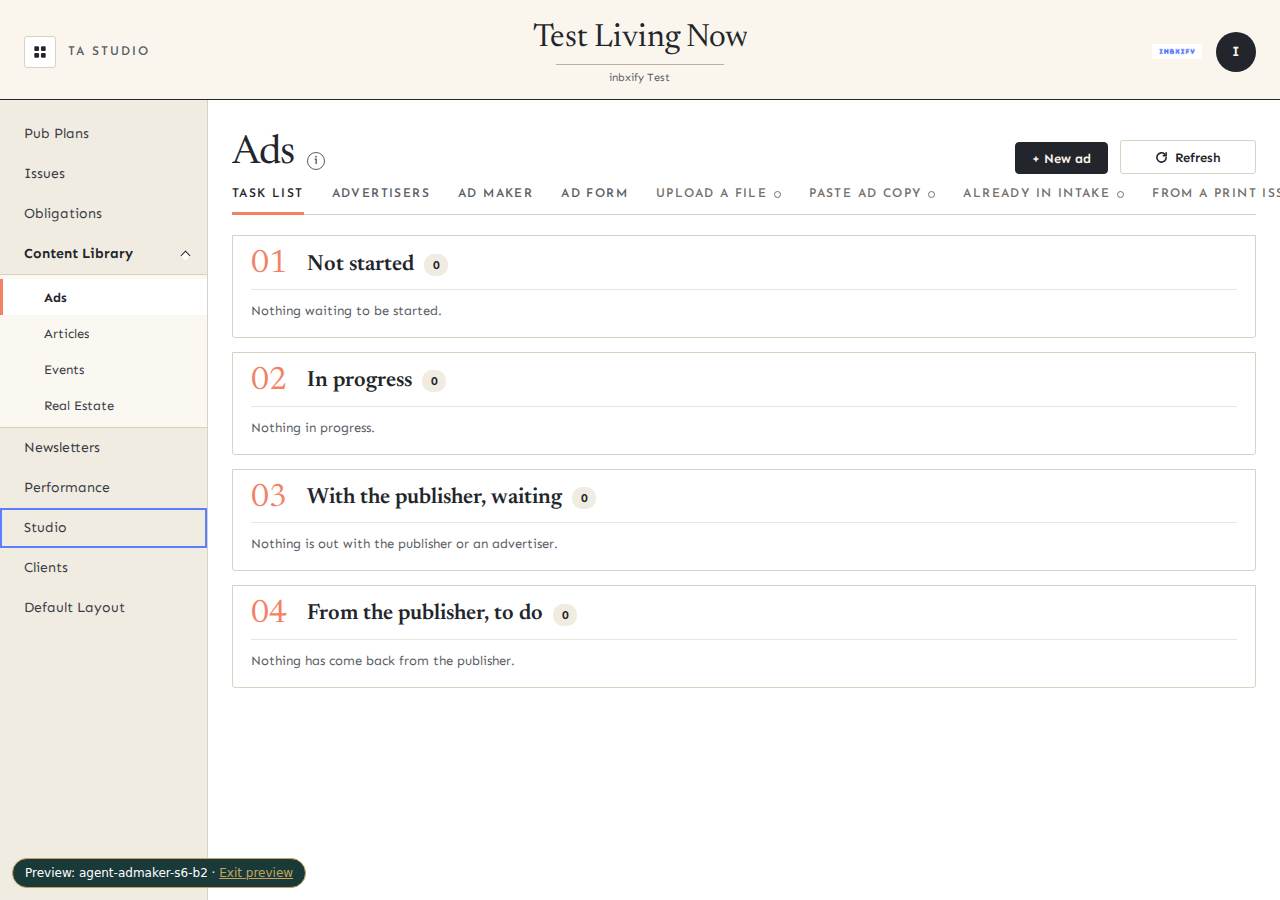 TA STUDIO
Test Living Now
inbxify Test
INBXIFY
I
Pub Plans
Issues
Obligations
Content Library
Ads
Articles
Events
Real Estate
Newsletters
Performance
Studio
Clients
Default Layout
Ads
i
+ New ad
Refresh
TASK LIST ADVERTISERS AD MAKER AD FORM UPLOAD A FILE PASTE AD COPY ALREADY IN INTAKE FROM A PRINT ISS
01 Not started 0
Nothing waiting to be started.
02 In progress 0
Nothing in progress.
03 With the publisher, waiting 0
Nothing is out with the publisher or an advertiser.
04 From the publisher, to do 0
Nothing has come back from the publisher.
Preview: agent-admaker-s6-b2 · Exit preview